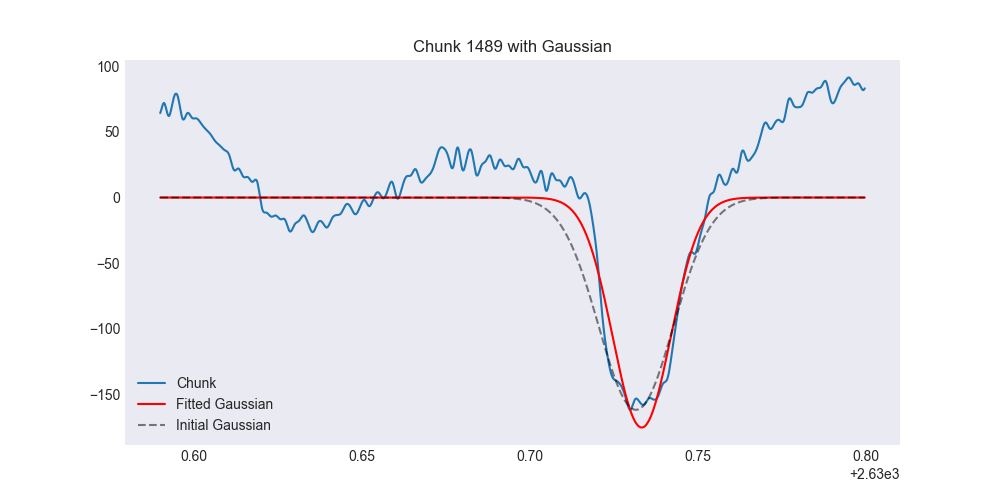 Chunk 1489 with Gaussian
100
50
0
−50
−100
−150
Chunk
Fitted Gaussian
Initial Gaussian
0.60 0.65 0.70 0.75 0.80
+2.63e3